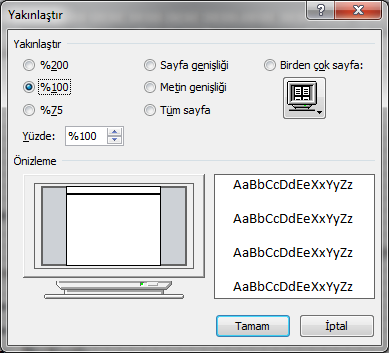 Yakınlaştır
Yakınlaştır
%200 Sayfa genişliği Birden çok sayfa:
%100 Metin genişliği
%75 Tüm sayfa
Yüzde: %100
Önizleme
AaBbCcDdEeXxYyZz
AaBbCcDdEeXxYyZz
AaBbCcDdEeXxYyZz
AaBbCcDdEeXxYyZz
Tamam İptal